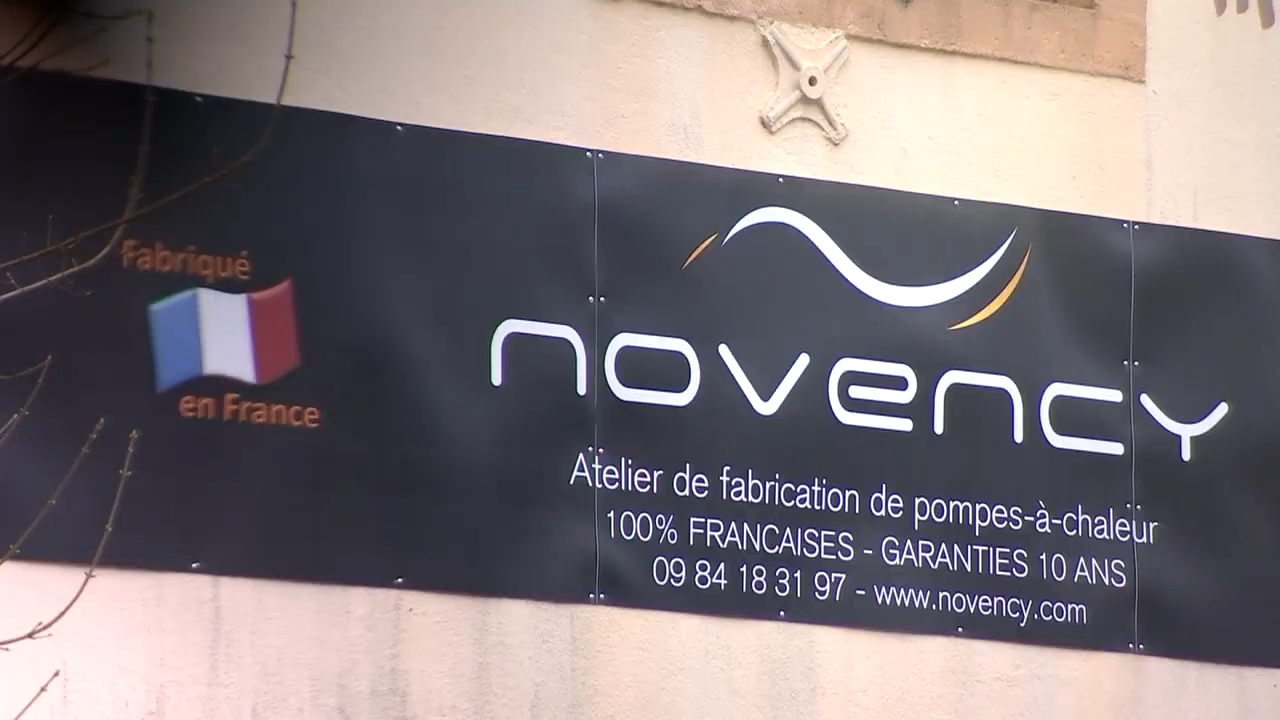 Fabriqué
en France
novency
Atelier de fabrication de pompes-à-chaleur
100% FRANCAISES - GARANTIES 10 ANS
09 84 18 31 97 - www.novency.com